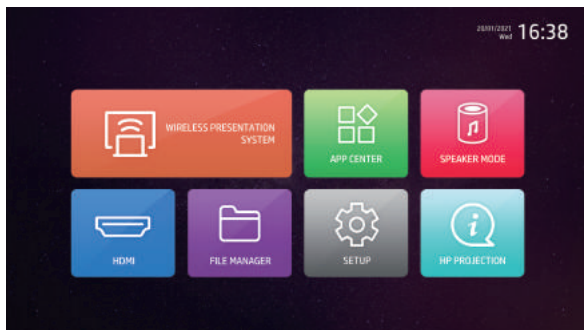 20/01/2021
Wed
16:38
WIRELESS PRESENTATION
SYSTEM
APP CENTER
SPEAKER MODE
HDMI
FILE MANAGER
SETUP
HP PROJECTION